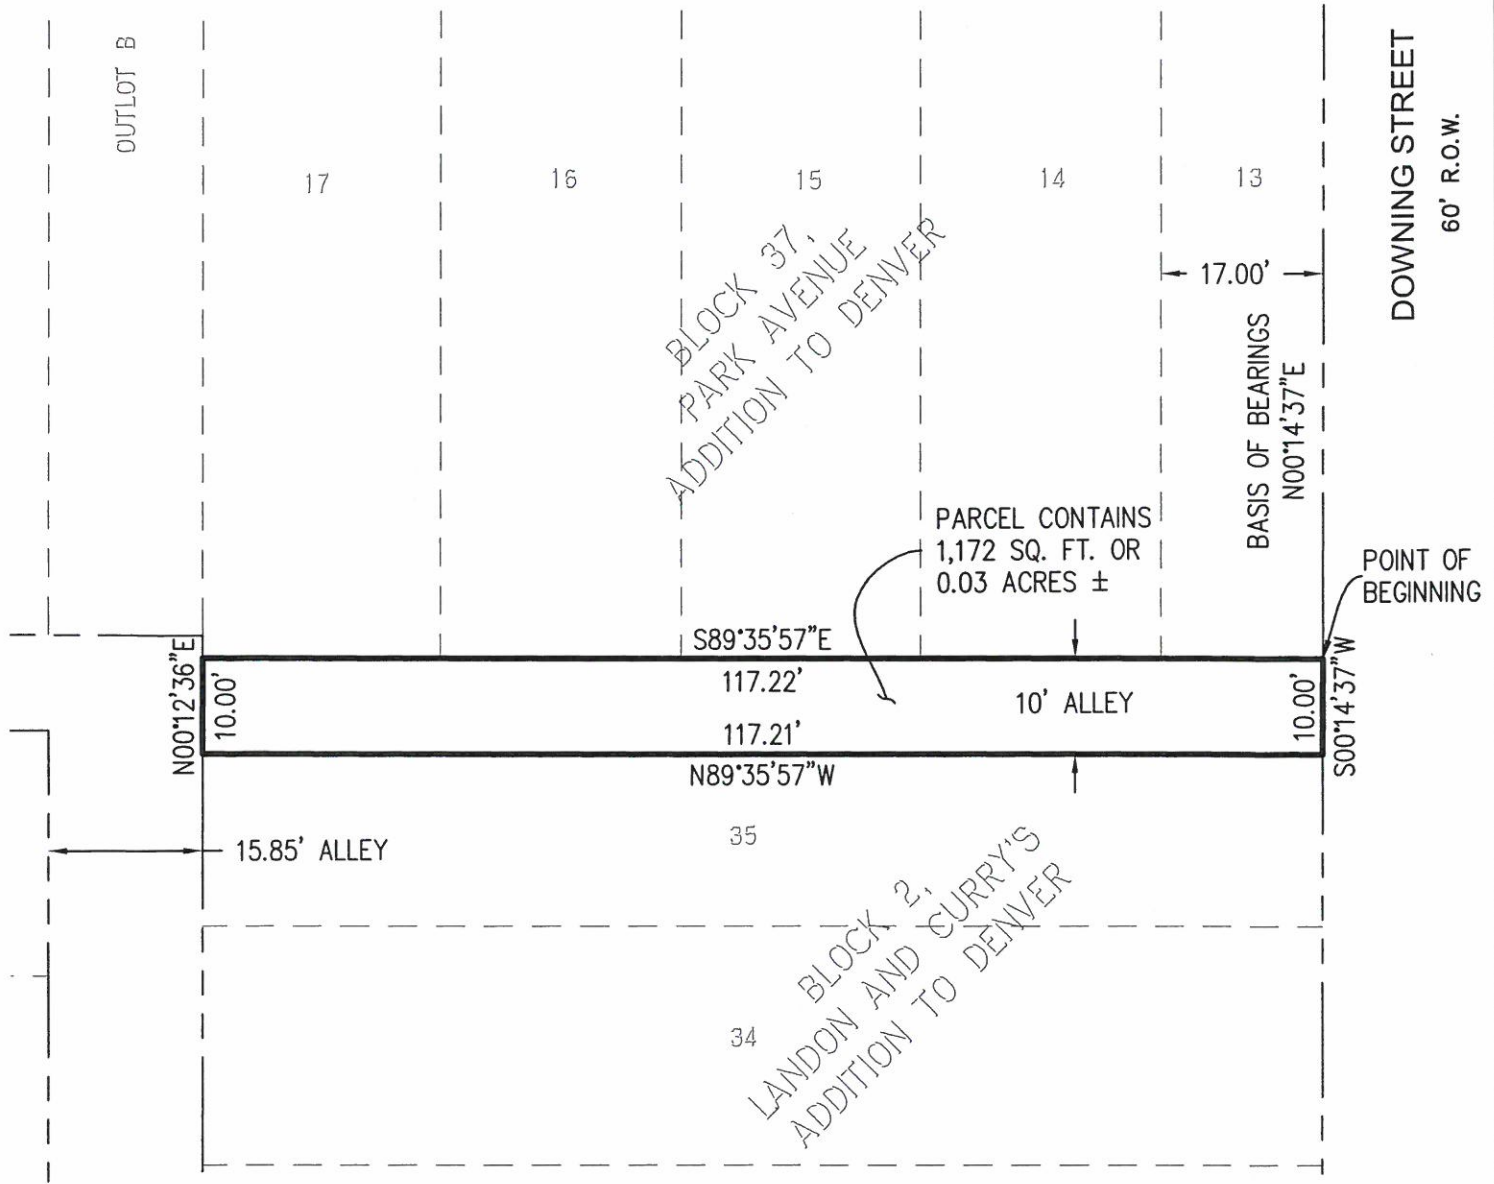 OUTLOT B
17
16
15
14
13
DOWNING STREET
60' R.O.W.
17.00'
BLOCK 37,
PARK AVENUE
ADDITION TO DENVER
BASIS OF BEARINGS
N00°14'37"E
PARCEL CONTAINS
1,172 SQ. FT. OR
0.03 ACRES ±
POINT OF
BEGINNING
S89°35'57"E
117.22'
N00°12'36"E
10.00'
10' ALLEY
10.00'
S00°14'37"W
117.21'
N89°35'57"W
15.85' ALLEY
35
BLOCK 2,
LANDON AND CURRY'S
ADDITION TO DENVER
34